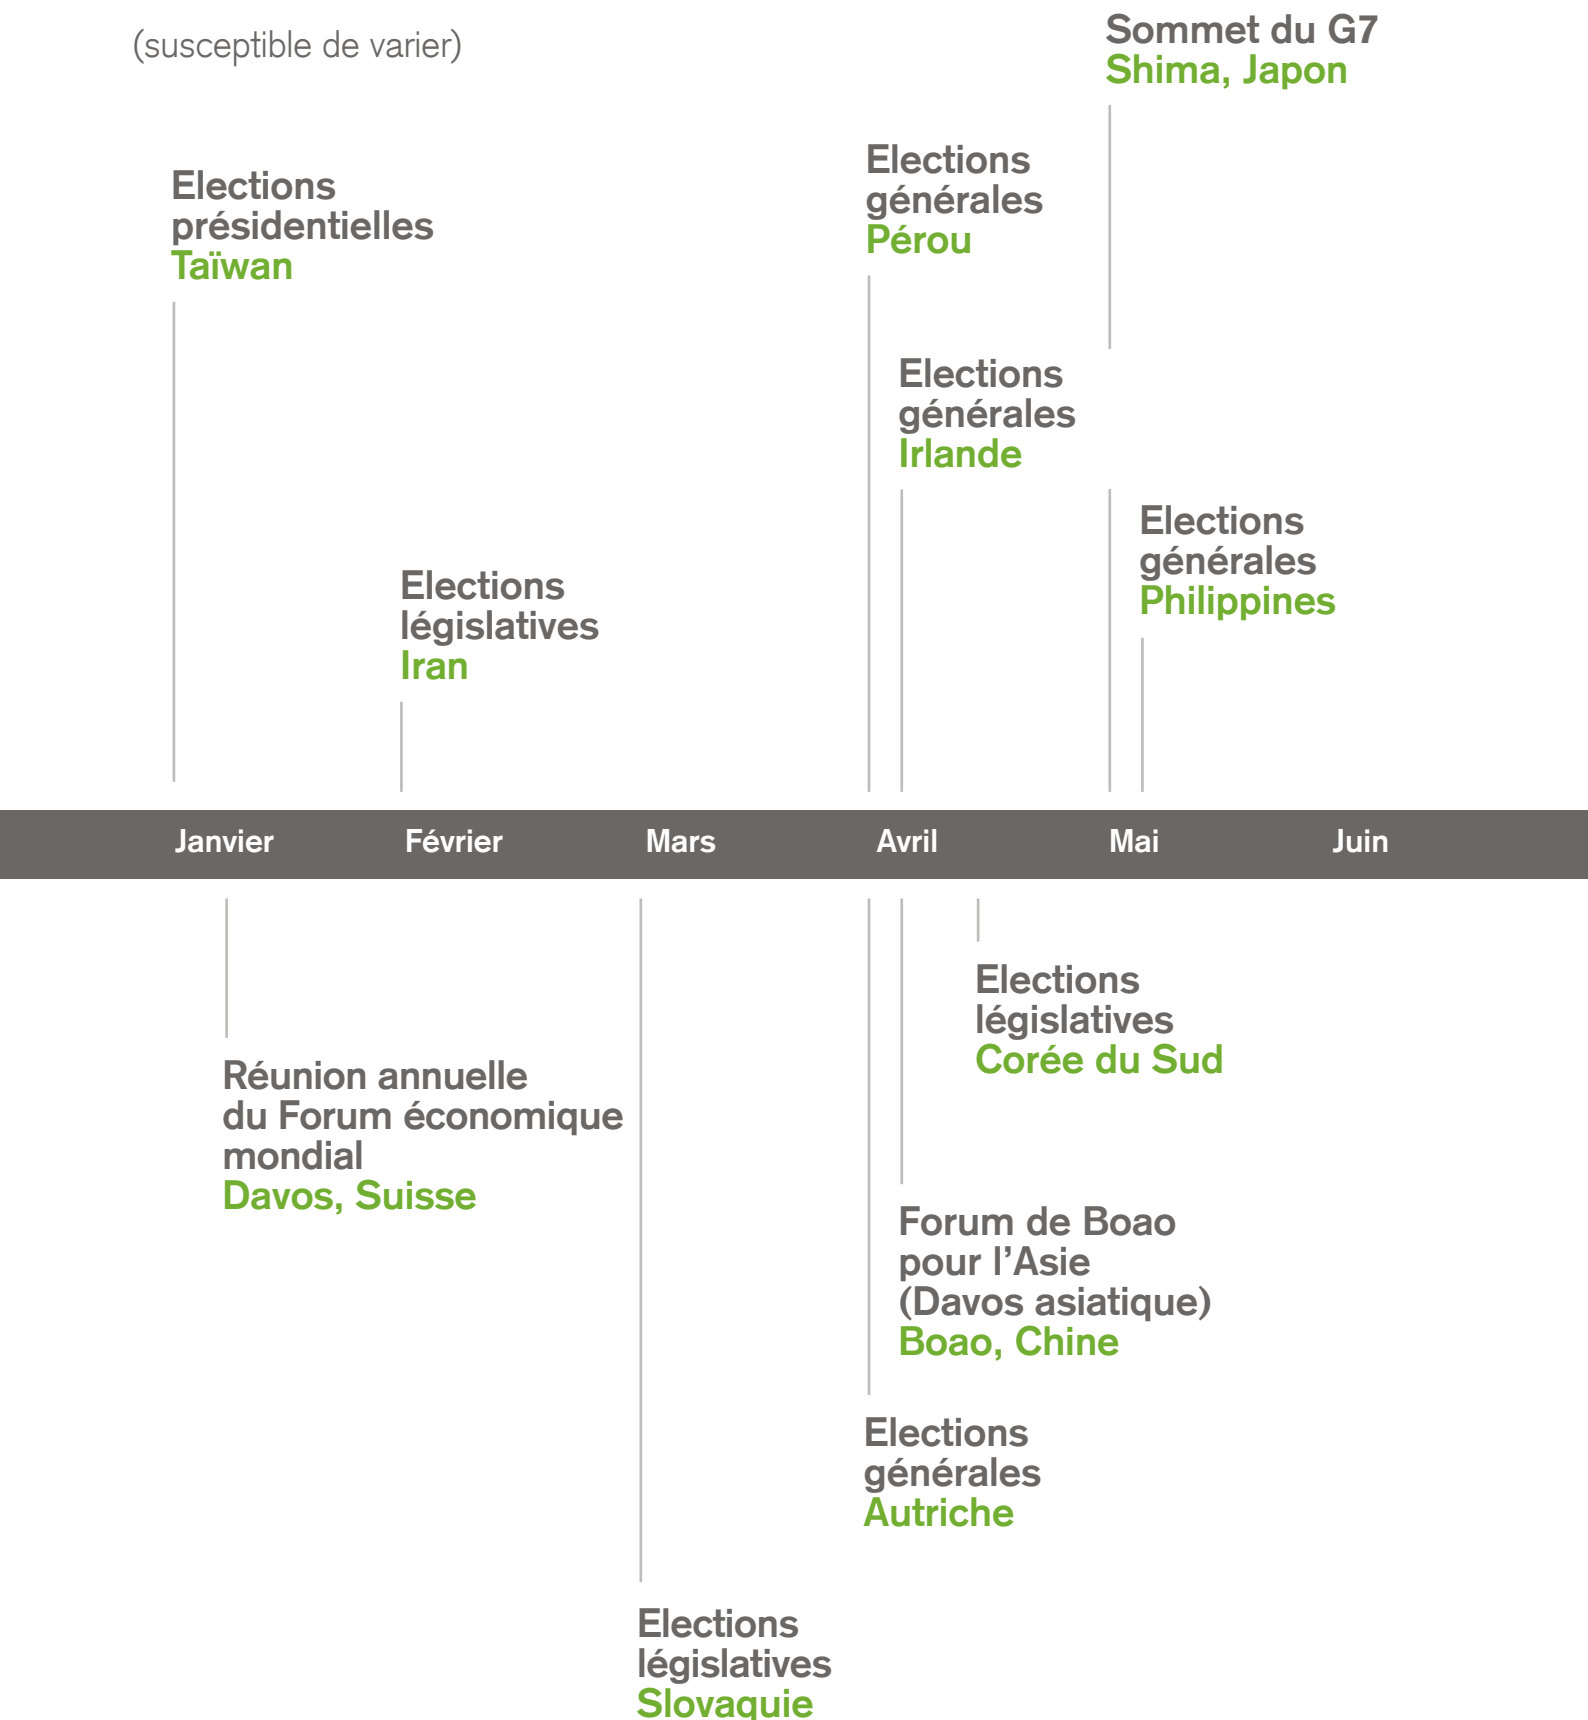 (susceptible de varier)
Sommet du G7
Shima, Japon
Elections
générales
Pérou
Elections
présidentielles
Taïwan
Elections
générales
Irlande
Elections
générales
Philippines
Elections
législatives
Iran
Janvier
Février
Mars
Avril
Mai
Juin
Elections
législatives
Corée du Sud
Réunion annuelle
du Forum économique
mondial
Davos, Suisse
Forum de Boao
pour l’Asie
(Davos asiatique)
Boao, Chine
Elections
générales
Autriche
Elections
législatives
Slovaquie